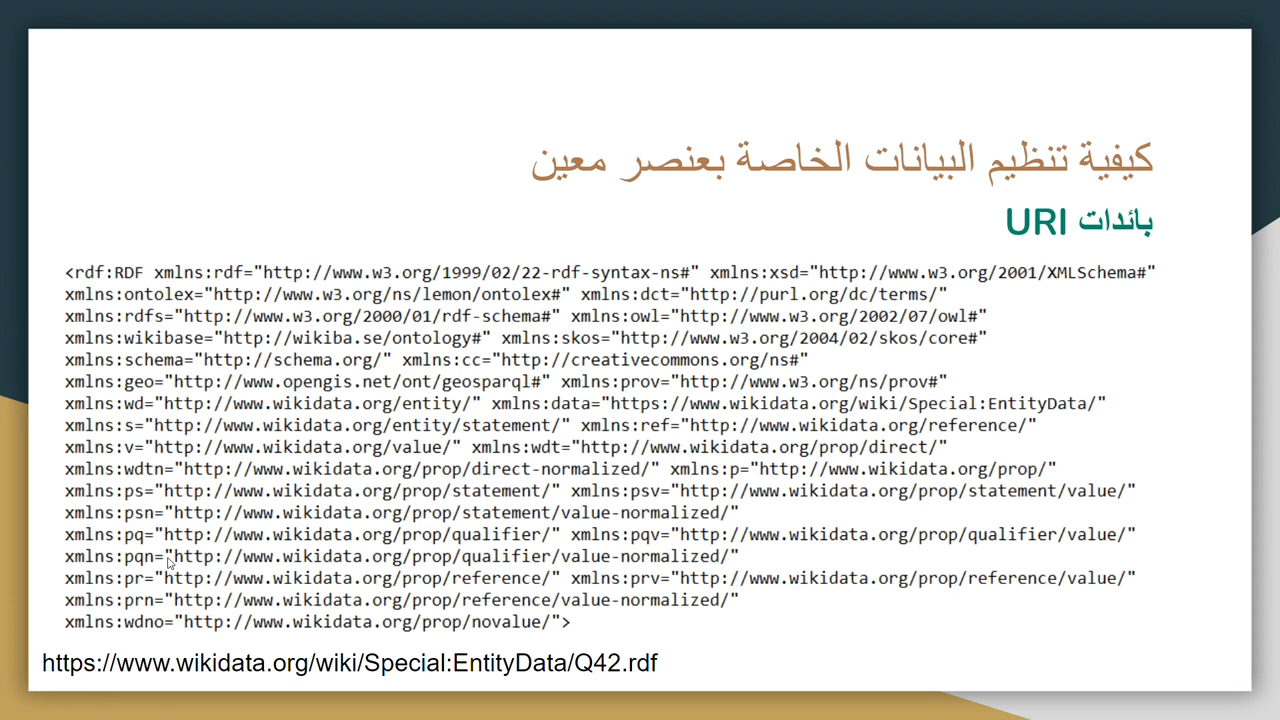 كيفية تنظيم البيانات الخاصة بعنصر معين
بائدات URI
<rdf:RDF xmlns:rdf="http://www.w3.org/1999/02/22-rdf-syntax-ns#" xmlns:xsd="http://www.w3.org/2001/XMLSchema#"
xmlns:ontolex="http://www.w3.org/ns/lemon/ontolex#" xmlns:dct="http://purl.org/dc/terms/"
xmlns:rdfs="http://www.w3.org/2000/01/rdf-schema#" xmlns:owl="http://www.w3.org/2002/07/owl#"
xmlns:wikibase="http://wikiba.se/ontology#" xmlns:skos="http://www.w3.org/2004/02/skos/core#"
xmlns:schema="http://schema.org/" xmlns:cc="http://creativecommons.org/ns#"
xmlns:geo="http://www.opengis.net/ont/geosparql#" xmlns:prov="http://www.w3.org/ns/prov#"
xmlns:wd="http://www.wikidata.org/entity/" xmlns:data="https://www.wikidata.org/wiki/Special:EntityData/"
xmlns:s="http://www.wikidata.org/entity/statement/" xmlns:ref="http://www.wikidata.org/reference/"
xmlns:v="http://www.wikidata.org/value/" xmlns:wdt="http://www.wikidata.org/prop/direct/"
xmlns:wdtn="http://www.wikidata.org/prop/direct-normalized/" xmlns:p="http://www.wikidata.org/prop/"
xmlns:ps="http://www.wikidata.org/prop/statement/" xmlns:psv="http://www.wikidata.org/prop/statement/value/"
xmlns:psn="http://www.wikidata.org/prop/statement/value-normalized/"
xmlns:pq="http://www.wikidata.org/prop/qualifier/" xmlns:pqv="http://www.wikidata.org/prop/qualifier/value/"
xmlns:pqn="http://www.wikidata.org/prop/qualifier/value-normalized/"
xmlns:pr="http://www.wikidata.org/prop/reference/" xmlns:prv="http://www.wikidata.org/prop/reference/value/"
xmlns:prn="http://www.wikidata.org/prop/reference/value-normalized/"
xmlns:wdno="http://www.wikidata.org/prop/novalue/">
https://www.wikidata.org/wiki/Special:EntityData/Q42.rdf